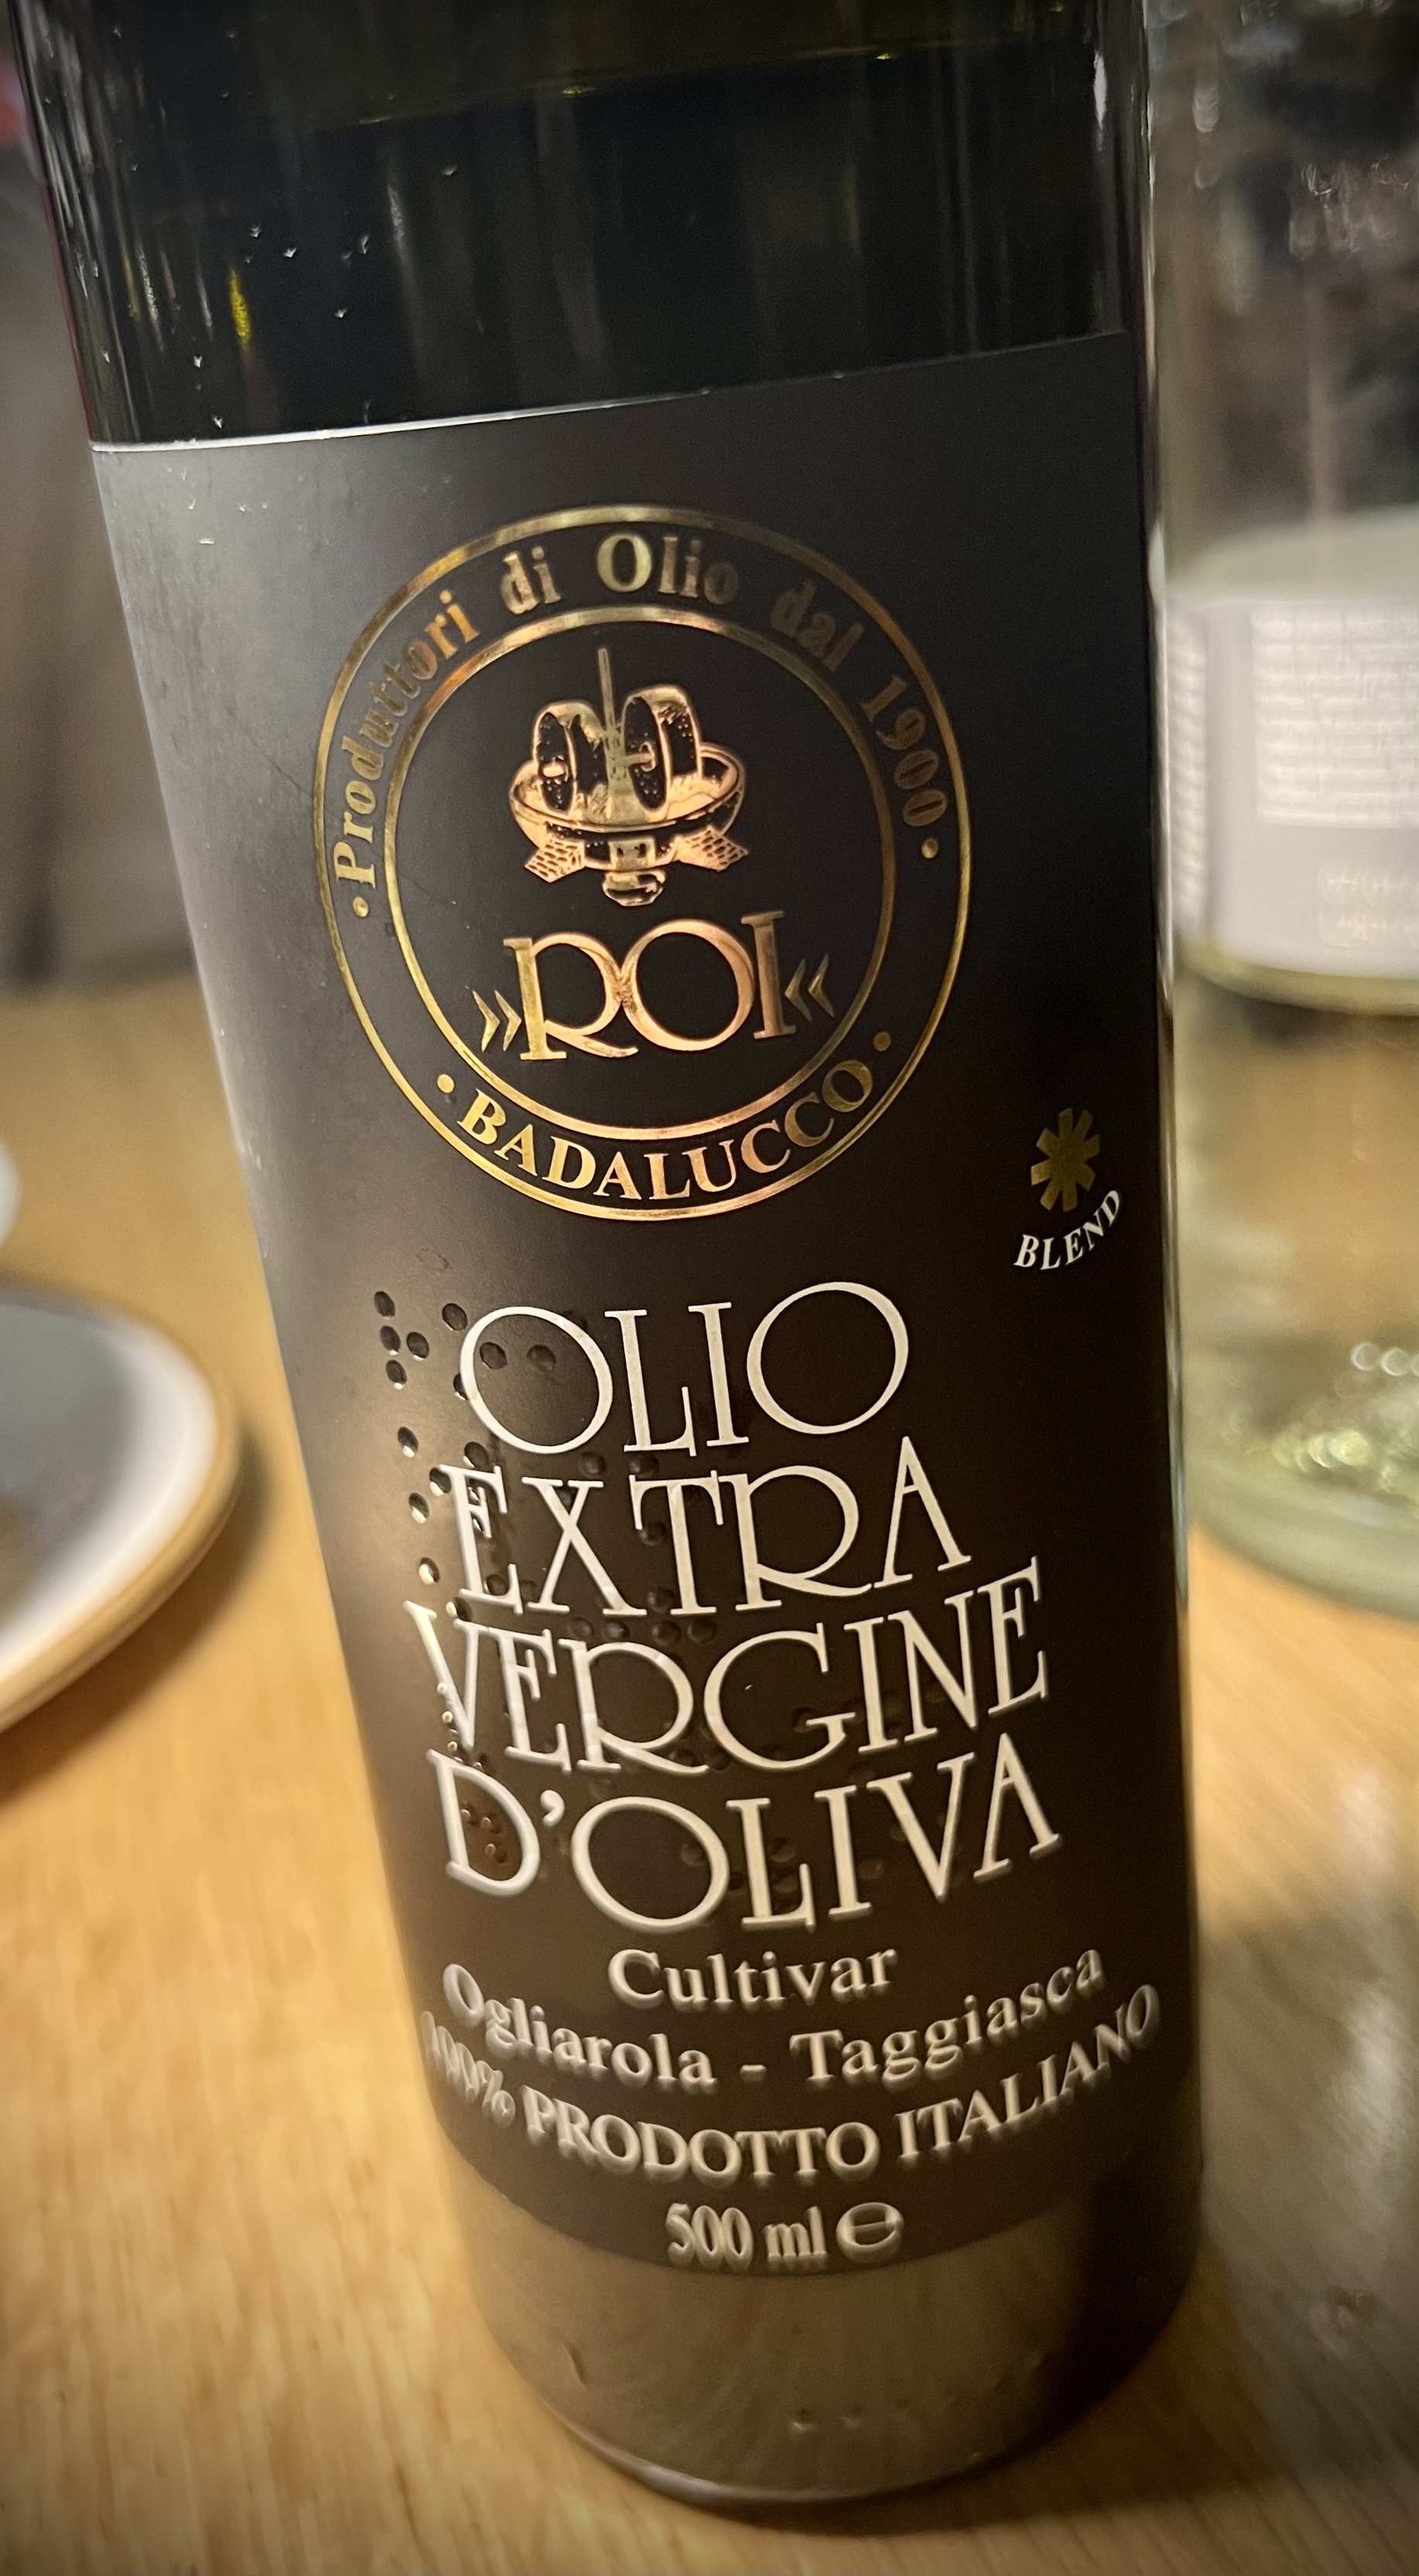 Produttori di Olio dal 1900
»ROI«
BADALUCCO
BLEND
OLIO
EXTRA
VERGINE
D'OLIVA
Cultivar
Ogliarola - Taggiasca
100% PRODOTTO ITALIANO
500 ml ℮